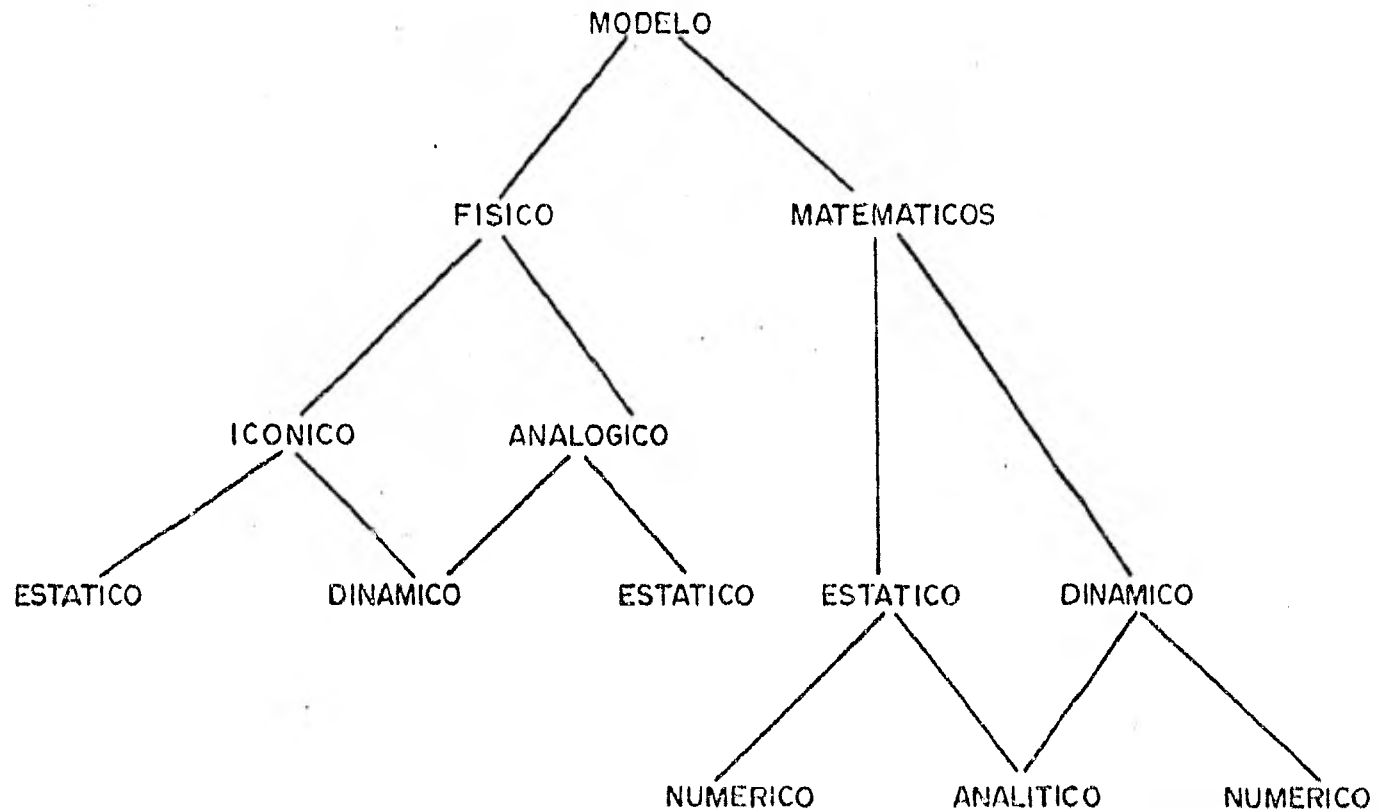 MODELO
FISICO MATEMATICOS
ICONICO ANALOGICO
ESTATICO DINAMICO ESTATICO ESTATICO DINAMICO
NUMERICO ANALITICO NUMERICO